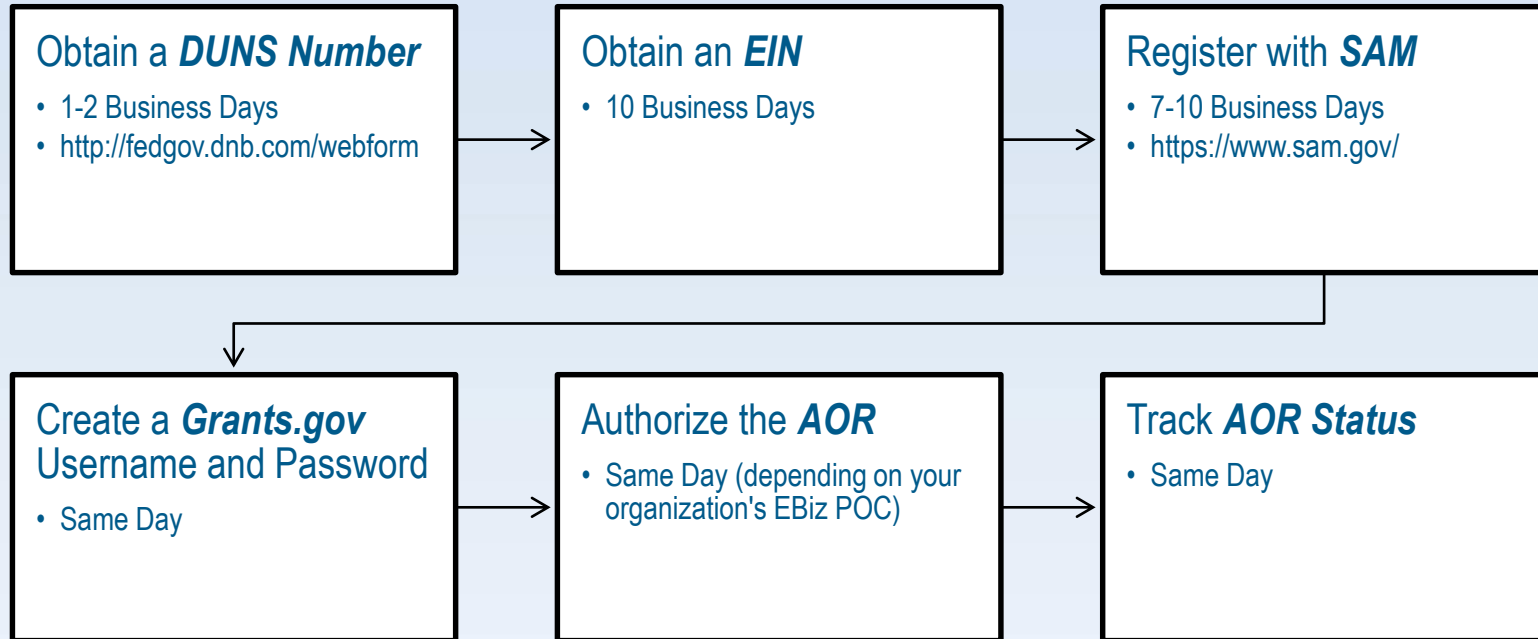 Obtain a DUNS Number
• 1-2 Business Days
• http://fedgov.dnb.com/webform
Obtain an EIN
• 10 Business Days
Register with SAM
• 7-10 Business Days
• https://www.sam.gov/
Create a Grants.gov
Username and Password
• Same Day
Authorize the AOR
• Same Day (depending on your
organization's EBiz POC)
Track AOR Status
• Same Day